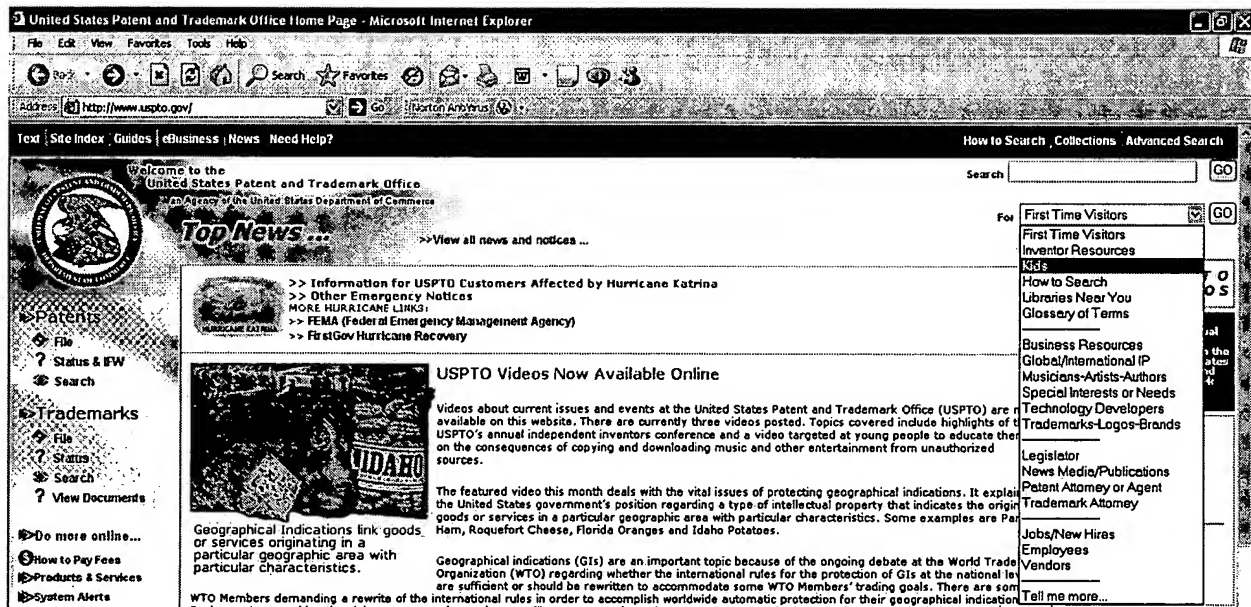 United States Patent and Trademark Office Home Page - Microsoft Internet Explorer
File Edit View Favorites Tools Help
Back Search Favorites
Address http://www.uspto.gov/ Go Norton AntiVirus
Text Site Index Guides eBusiness News Need Help? How to Search Collections Advanced Search
Welcome to the
United States Patent and Trademark Office
an Agency of the United States Department of Commerce
Search GO
Top News ...
>>View all news and notices ...
For First Time Visitors GO
First Time Visitors
Inventor Resources
Kids
How to Search
Libraries Near You
Glossary of Terms
Business Resources
Global/International IP
Musicians-Artists-Authors
Special Interests or Needs
Technology Developers
Trademarks-Logos-Brands
Legislator
News Media/Publications
Patent Attorney or Agent
Trademark Attorney
Jobs/New Hires
Employees
Vendors
Tell me more...
HURRICANE KATRINA
>> Information for USPTO Customers Affected by Hurricane Katrina
>> Other Emergency Notices
MORE HURRICANE LINKS:
>> FEMA (Federal Emergency Management Agency)
>> FirstGov Hurricane Recovery
Patents
File
? Status & IFW
Search
Trademarks
File
Status
Search
? View Documents
Do more online...
How to Pay Fees
Products & Services
System Alerts
IDAHO
Geographical Indications link goods
or services originating in a
particular geographic area with
particular characteristics.
USPTO Videos Now Available Online
Videos about current issues and events at the United States Patent and Trademark Office (USPTO) are
available on this website. There are currently three videos posted. Topics covered include highlights of
USPTO's annual independent inventors conference and a video targeted at young people to educate
on the consequences of copying and downloading music and other entertainment from unauthorized
sources.
The featured video this month deals with the vital issues of protecting geographical indications. It
the United States government's position regarding a type of intellectual property that indicates the
goods or services in a particular geographic area with particular characteristics. Some examples are
Ham, Roquefort Cheese, Florida Oranges and Idaho Potatoes.
Geographical indications (GIs) are an important topic because of the ongoing debate at the World Trade
Organization (WTO) regarding whether the international rules for the protection of GIs at the national
are sufficient or should be rewritten to accommodate some WTO Members' trading goals. There are
WTO Members demanding a rewrite of the international rules in order to accomplish worldwide automatic protection for their geographical